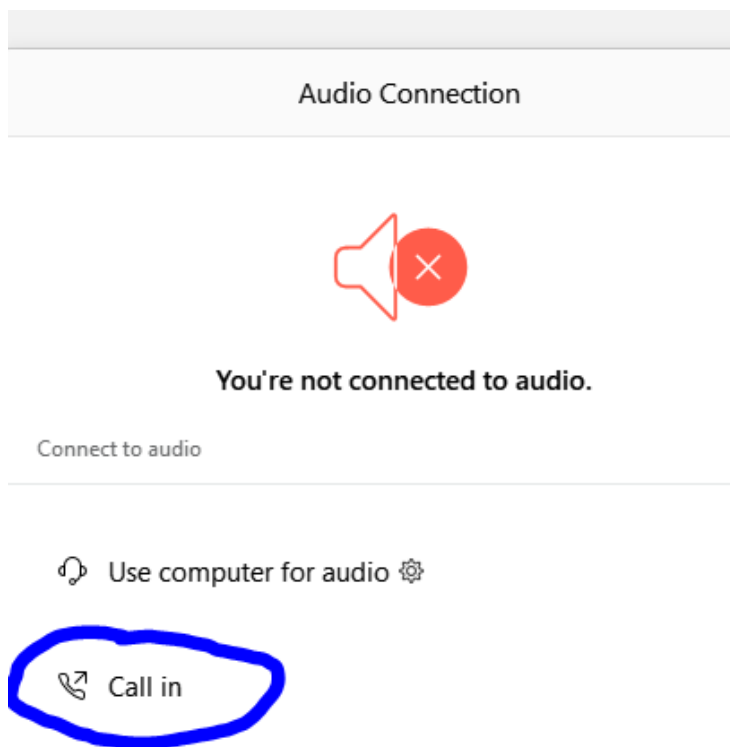 Audio Connection
You're not connected to audio.
Connect to audio
Use computer for audio
Call in